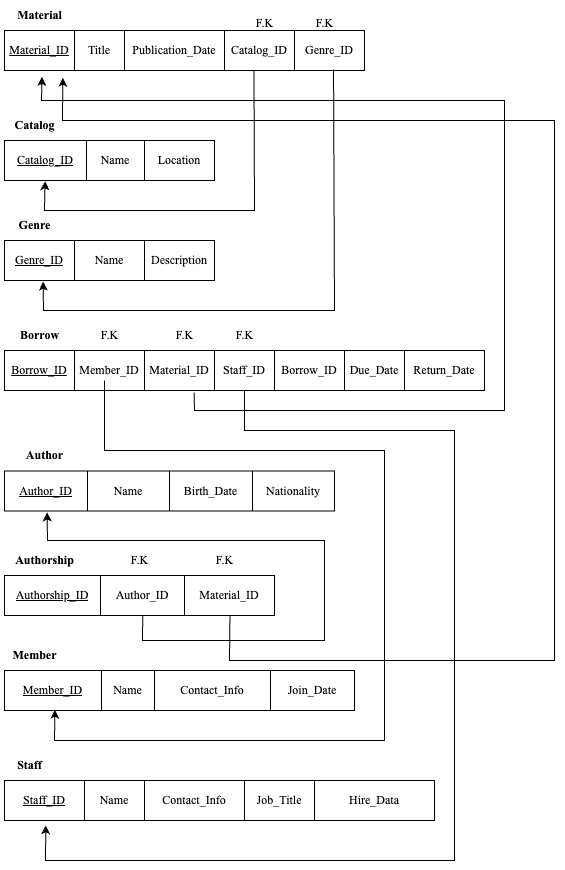 Material
F.K F.K
Material_ID Title Publication_Date Catalog_ID Genre_ID
Catalog
Catalog_ID Name Location
Genre
Genre_ID Name Description
Borrow F.K F.K F.K
Borrow_ID Member_ID Material_ID Staff_ID Borrow_ID Due_Date Return_Date
Author
Author_ID Name Birth_Date Nationality
Authorship F.K F.K
Authorship_ID Author_ID Material_ID
Member
Member_ID Name Contact_Info Join_Date
Staff
Staff_ID Name Contact_Info Job_Title Hire_Data